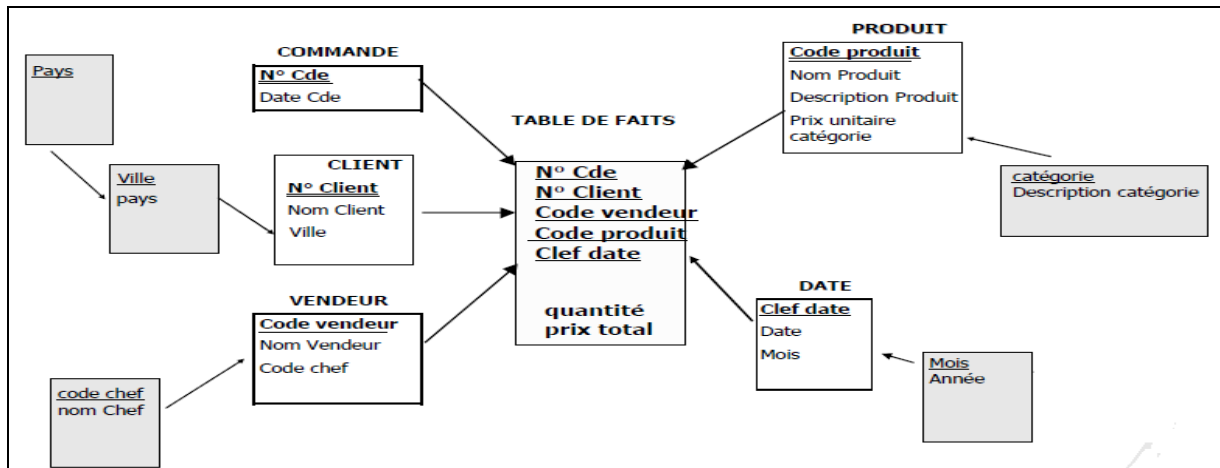 Pays
Ville
pays
COMMANDE
N° Cde
Date Cde
CLIENT
N° Client
Nom Client
Ville
VENDEUR
Code vendeur
Nom Vendeur
Code chef
code chef
nom Chef
TABLE DE FAITS
N° Cde
N° Client
Code vendeur
Code produit
Clef date
quantité
prix total
PRODUIT
Code produit
Nom Produit
Description Produit
Prix unitaire
catégorie
catégorie
Description catégorie
DATE
Clef date
Date
Mois
Mois
Année